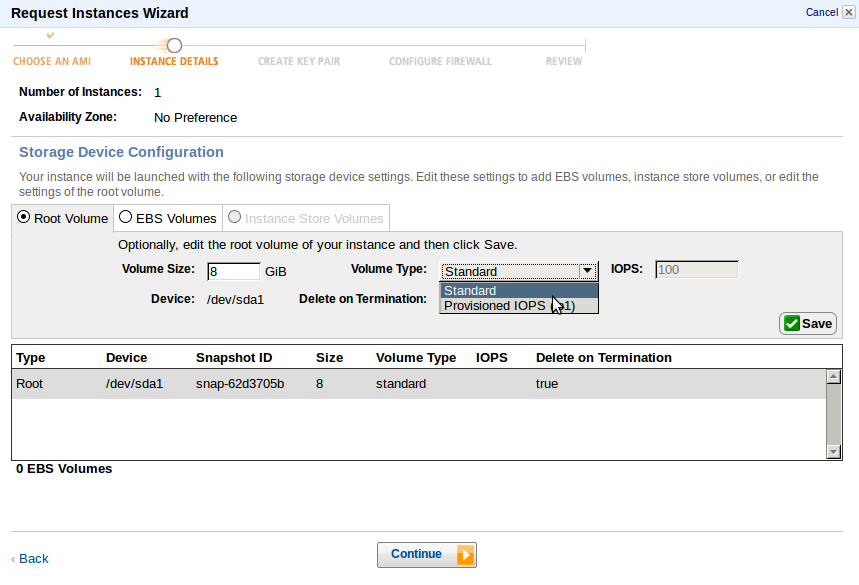 Request Instances Wizard
Cancel
CHOOSE AN AMI INSTANCE DETAILS CREATE KEY PAIR CONFIGURE FIREWALL REVIEW
Number of Instances: 1
Availability Zone: No Preference
Storage Device Configuration
Your instance will be launched with the following storage device settings. Edit these settings to add EBS volumes, instance store volumes, or edit the
settings of the root volume.
Root Volume EBS Volumes Instance Store Volumes
Optionally, edit the root volume of your instance and then click Save.
Volume Size: 8 GiB Volume Type: Standard IOPS: 100
Standard
Device: /dev/sda1 Delete on Termination:
Provisioned IOPS ( 1)
Save
Type Device Snapshot ID Size Volume Type IOPS Delete on Termination
Root /dev/sda1 snap-62d3705b 8 standard true
0 EBS Volumes
‹ Back
Continue